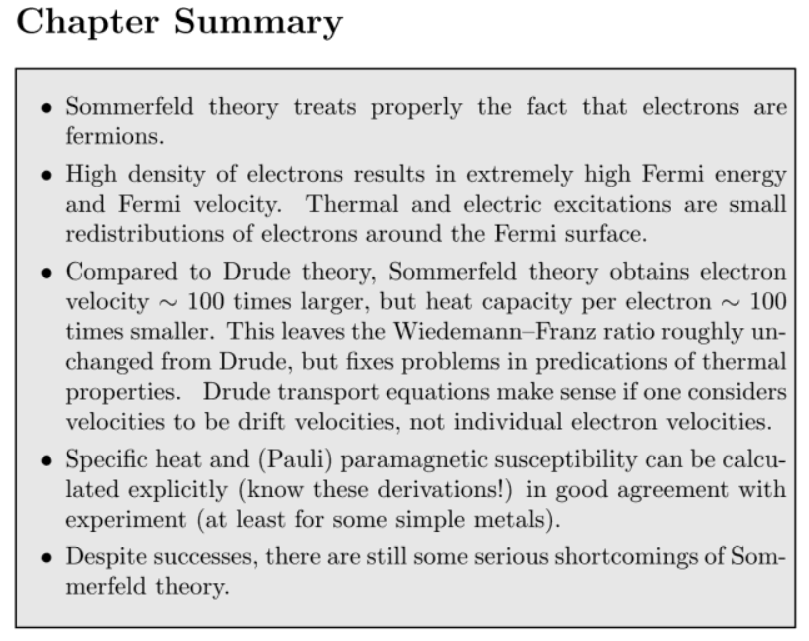 Chapter Summary
• Sommerfeld theory treats properly the fact that electrons are
fermions.
• High density of electrons results in extremely high Fermi energy
and Fermi velocity. Thermal and electric excitations are small
redistributions of electrons around the Fermi surface.
• Compared to Drude theory, Sommerfeld theory obtains electron
velocity ∼ 100 times larger, but heat capacity per electron ∼ 100
times smaller. This leaves the Wiedemann–Franz ratio roughly un-
changed from Drude, but fixes problems in predications of thermal
properties. Drude transport equations make sense if one considers
velocities to be drift velocities, not individual electron velocities.
• Specific heat and (Pauli) paramagnetic susceptibility can be calcu-
lated explicitly (know these derivations!) in good agreement with
experiment (at least for some simple metals).
• Despite successes, there are still some serious shortcomings of Som-
merfeld theory.